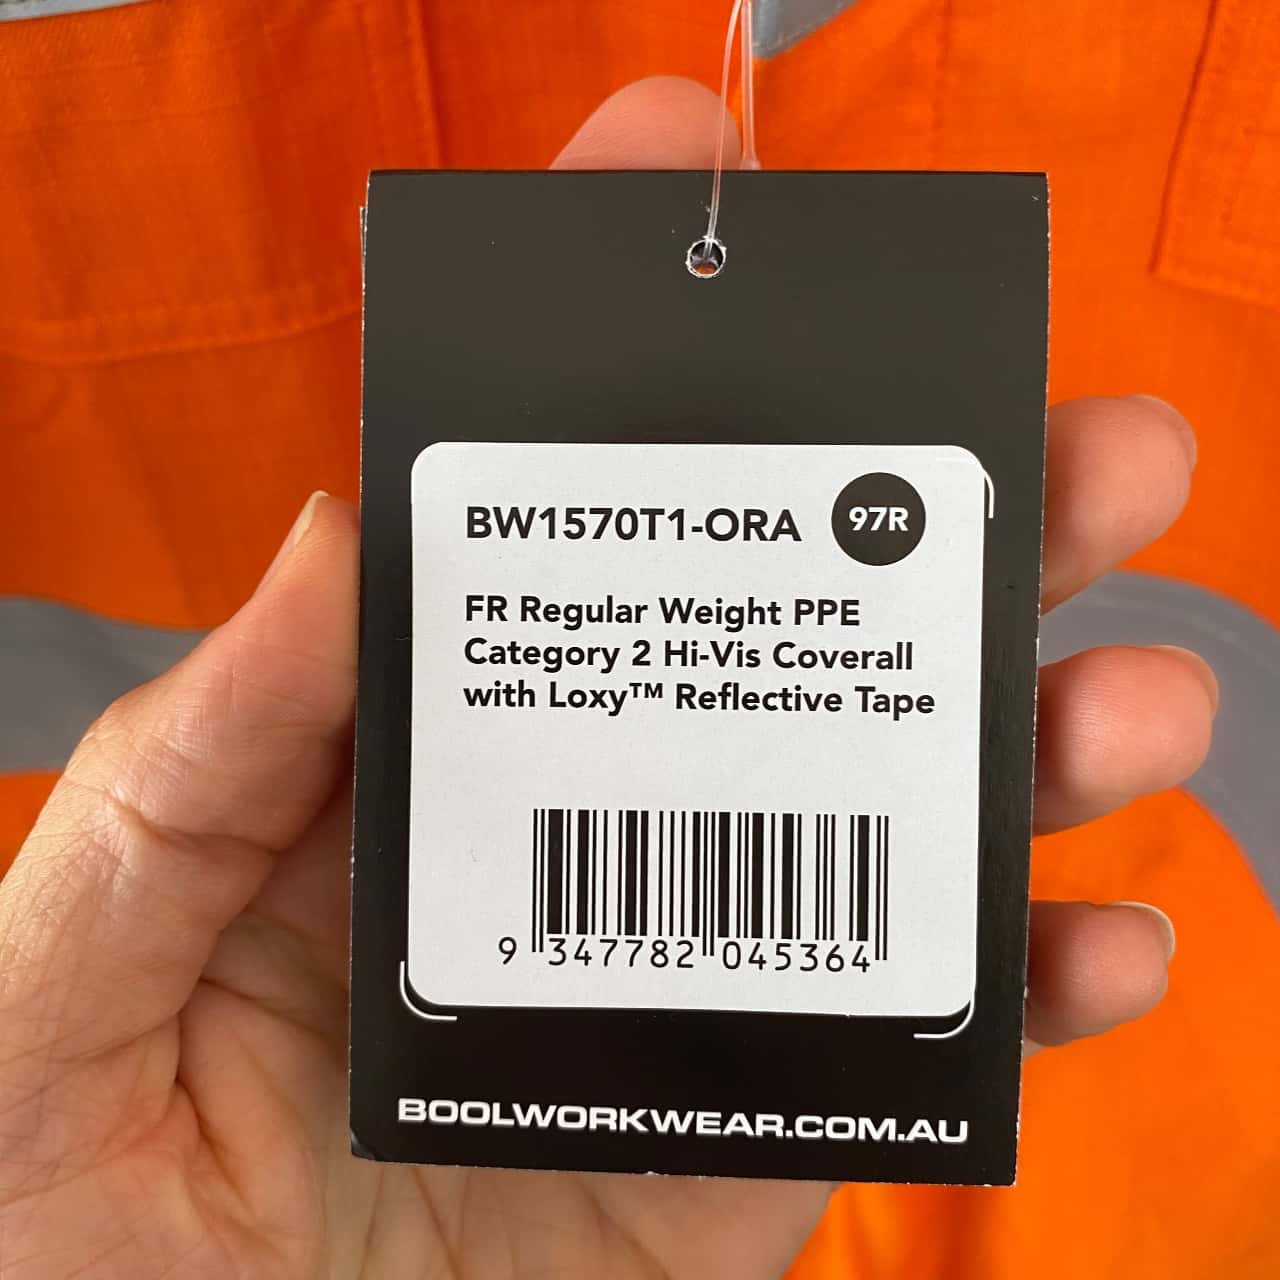 BW1570T1-ORA 97R
FR Regular Weight PPE
Category 2 Hi-Vis Coverall
with Loxy™ Reflective Tape
9 347782 045364
BOOLWORKWEAR.COM.AU